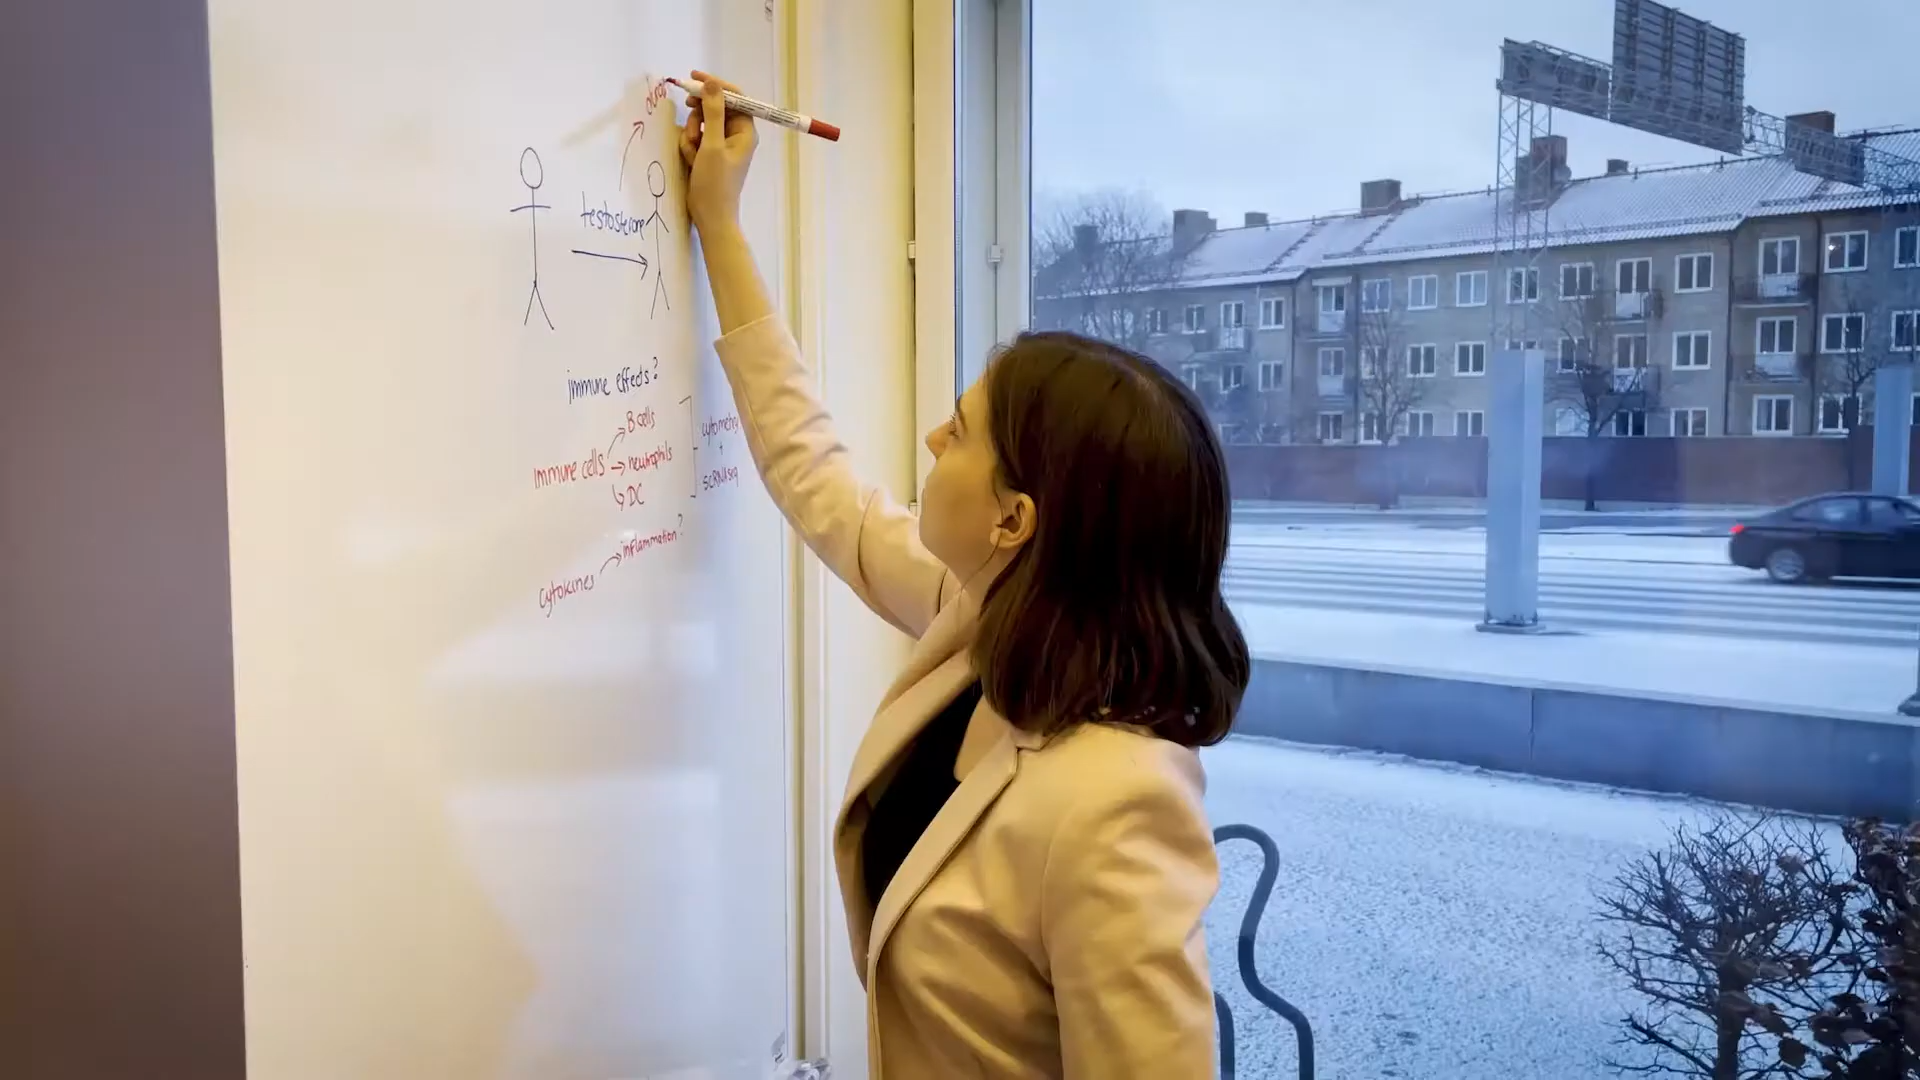 testosterone
immune effects?
B cells
immune cells → neutrophils
DC
cytometry
+
scRNAseq
inflammation?
cytokines